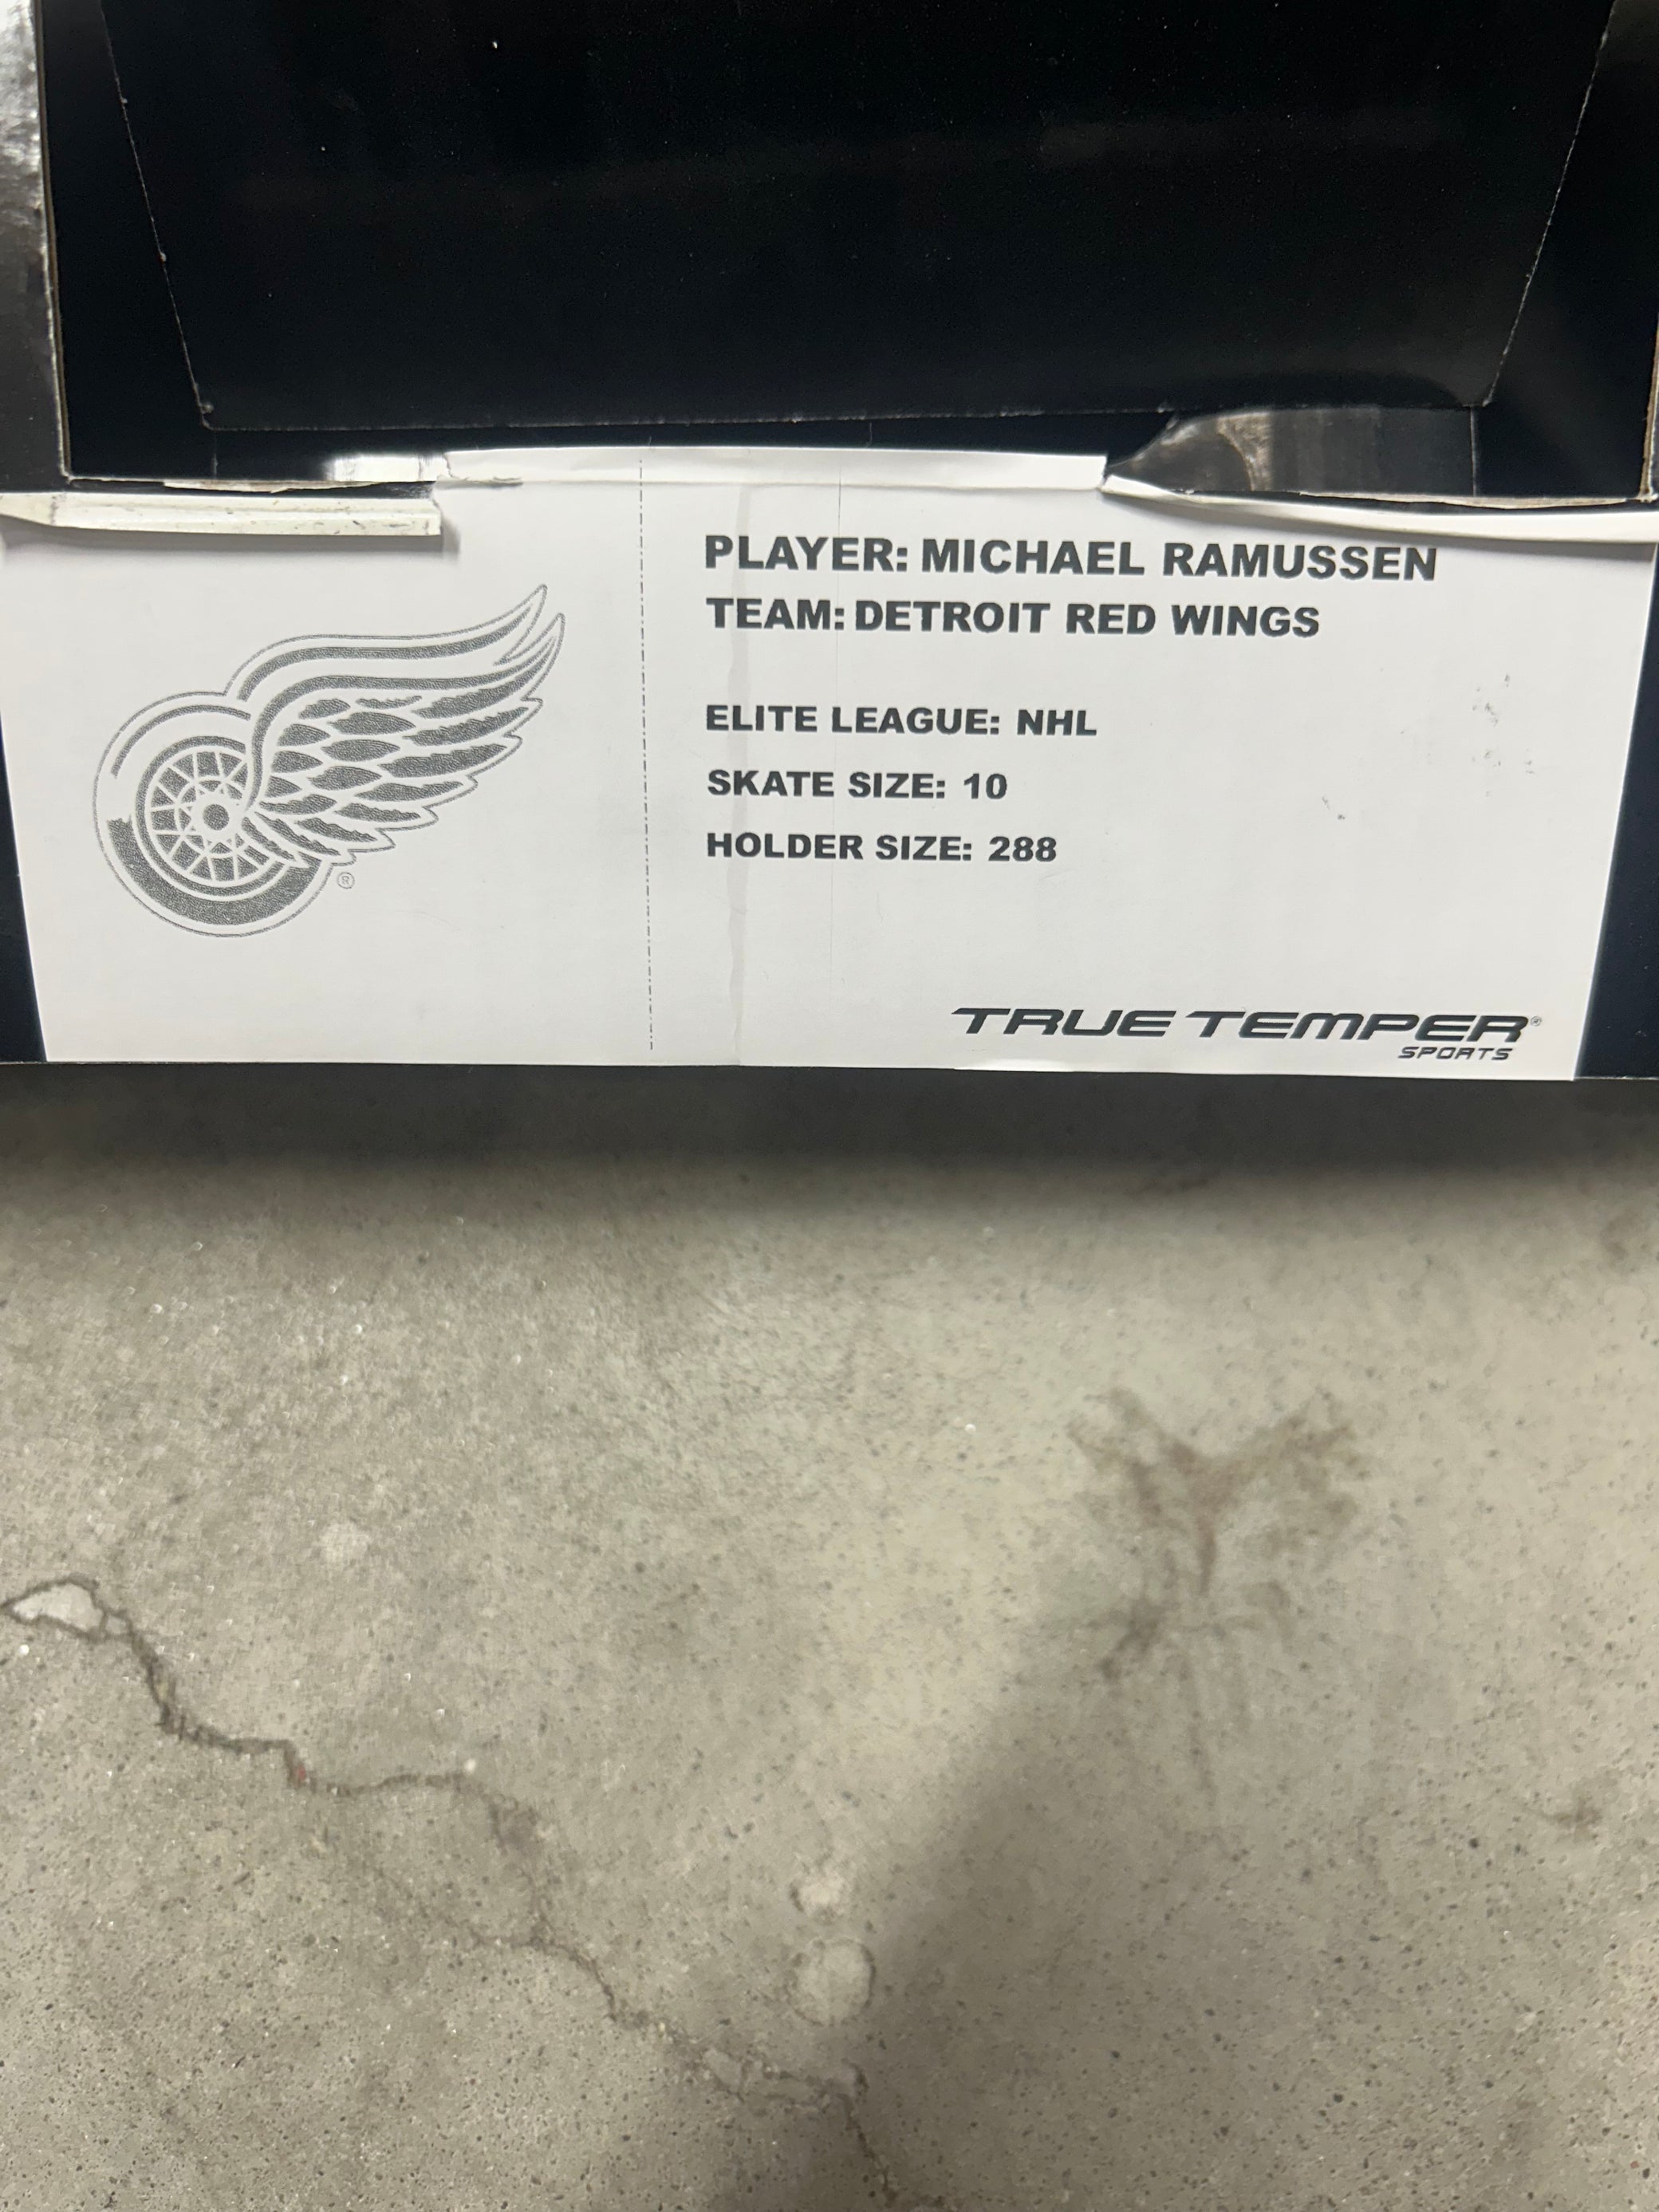 PLAYER: MICHAEL RAMUSSEN
TEAM: DETROIT RED WINGS
ELITE LEAGUE: NHL
SKATE SIZE: 10
HOLDER SIZE: 288
®
TRUE TEMPER®
SPORTS